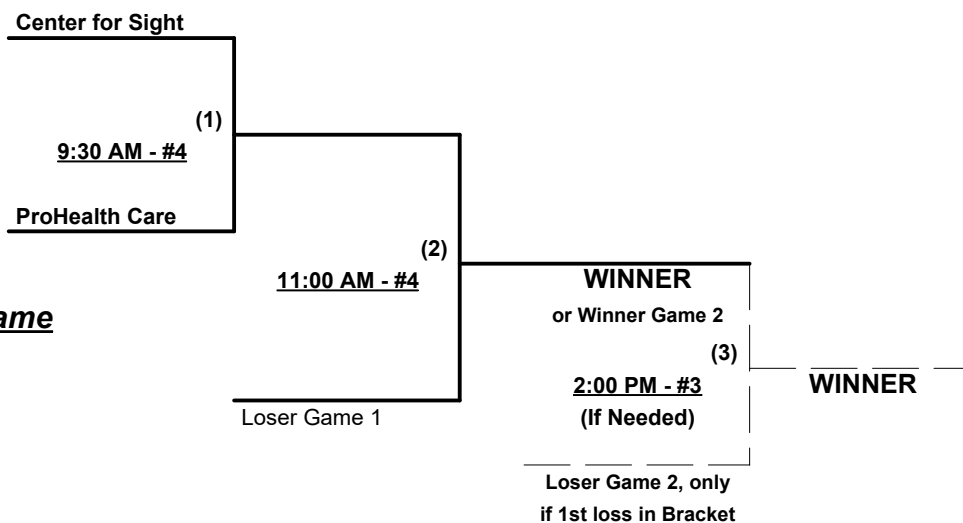 Center for Sight
(1)
9:30 AM - #4
ProHealth Care
(2)
11:00 AM - #4
WINNER
or Winner Game 2
(3)
2:00 PM - #3
WINNER
(If Needed)
Loser Game 1
Loser Game 2, only
if 1st loss in Bracket